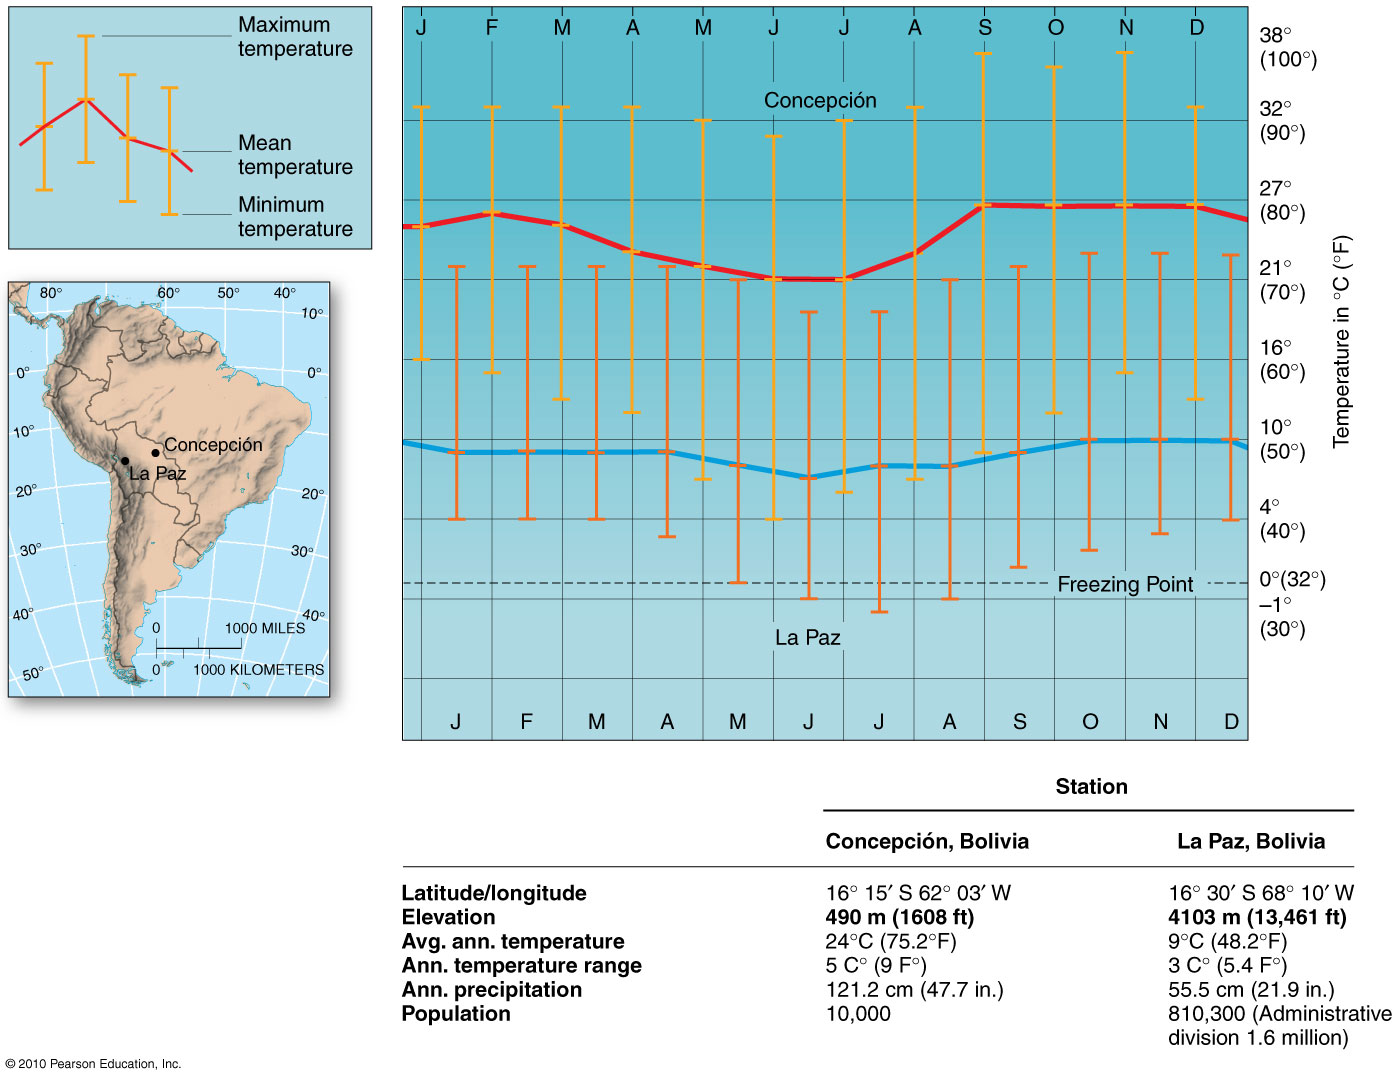 Maximum
temperature
Mean
temperature
Minimum
temperature
80° 60° 50° 40°
10°
0° 0°
10°
Concepción
La Paz
20° 20°
30° 30°
40° 40°
50°
0 1000 MILES
0 1000 KILOMETERS
J F M A M J J A S O N D
Concepción
38°
(100°)
32°
(90°)
27°
(80°)
21°
(70°)
16°
(60°)
10°
(50°)
4°
(40°)
0°(32°)
–1°
(30°)
Temperature in °C (°F)
Freezing Point
La Paz
J F M A M J J A S O N D
Station
Concepción, Bolivia La Paz, Bolivia
Latitude/longitude 16° 15′ S 62° 03′ W 16° 30′ S 68° 10′ W
Elevation 490 m (1608 ft) 4103 m (13,461 ft)
Avg. ann. temperature 24°C (75.2°F) 9°C (48.2°F)
Ann. temperature range 5 C° (9 F°) 3 C° (5.4 F°)
Ann. precipitation 121.2 cm (47.7 in.) 55.5 cm (21.9 in.)
Population 10,000 810,300 (Administrative
division 1.6 million)
© 2010 Pearson Education, Inc.